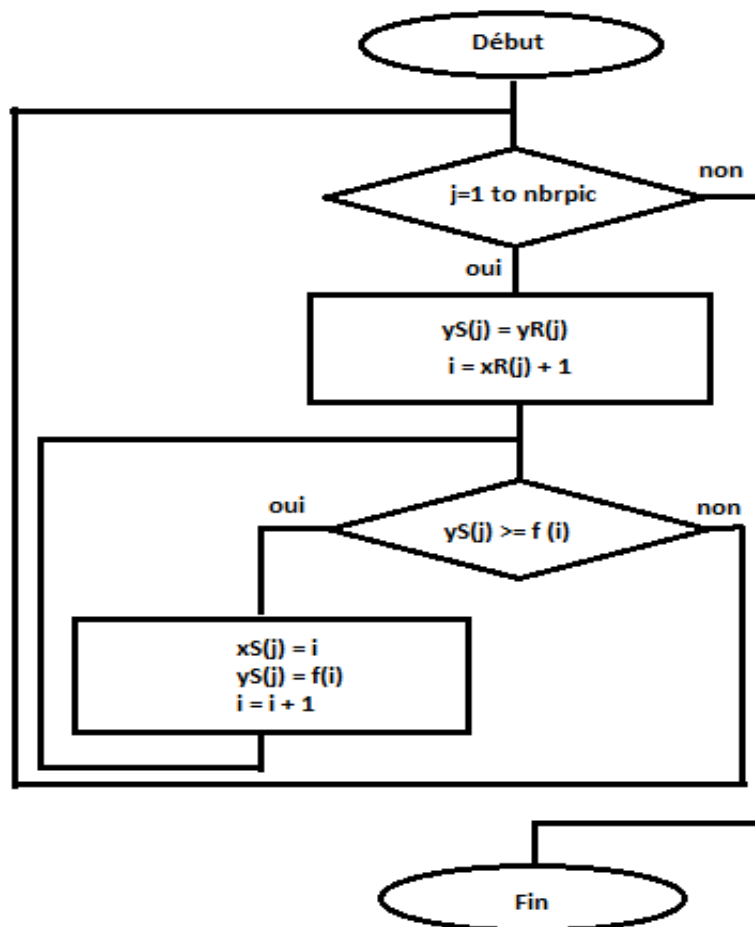 Début
j=1 to nbrpic
non
oui
yS(j) = yR(j)
i = xR(j) + 1
oui
yS(j) >= f (i)
non
xS(j) = i
yS(j) = f(i)
i = i + 1
Fin